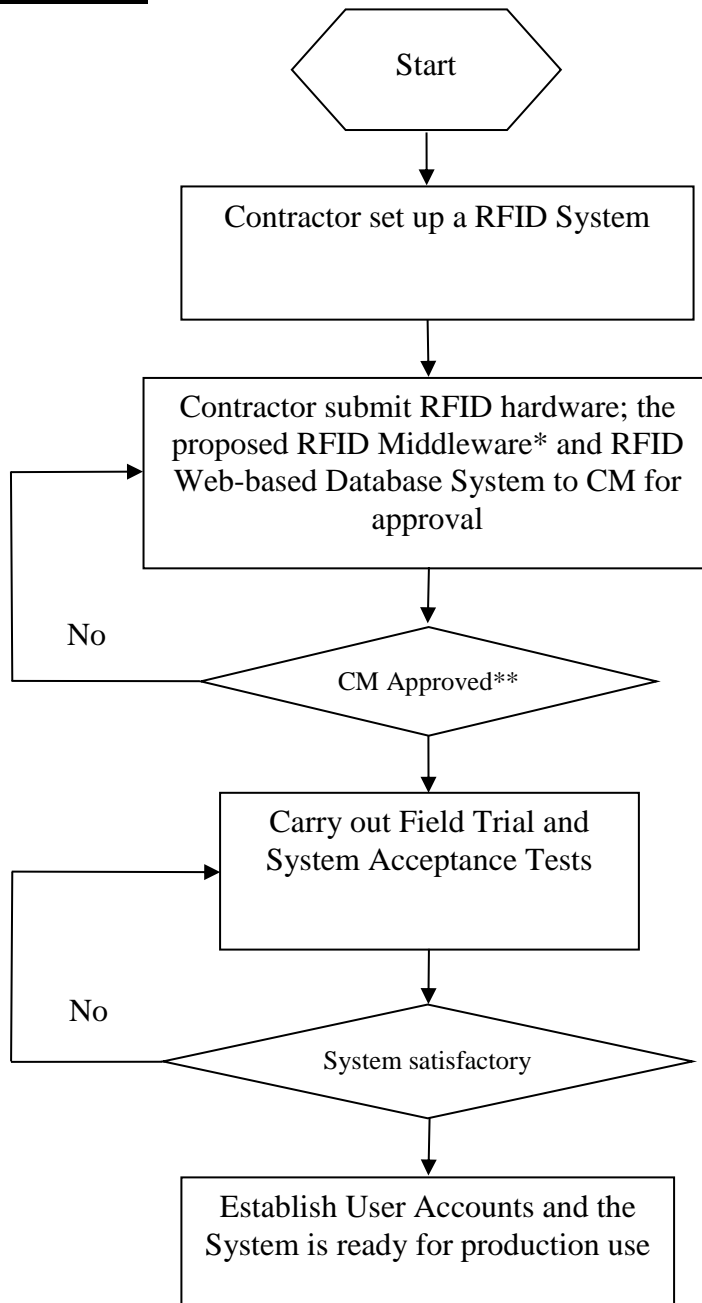 Start
Contractor set up a RFID System
Contractor submit RFID hardware; the
proposed RFID Middleware* and RFID
Web-based Database System to CM for
approval
No
CM Approved**
Carry out Field Trial and
System Acceptance Tests
No
System satisfactory
Establish User Accounts and the
System is ready for production use